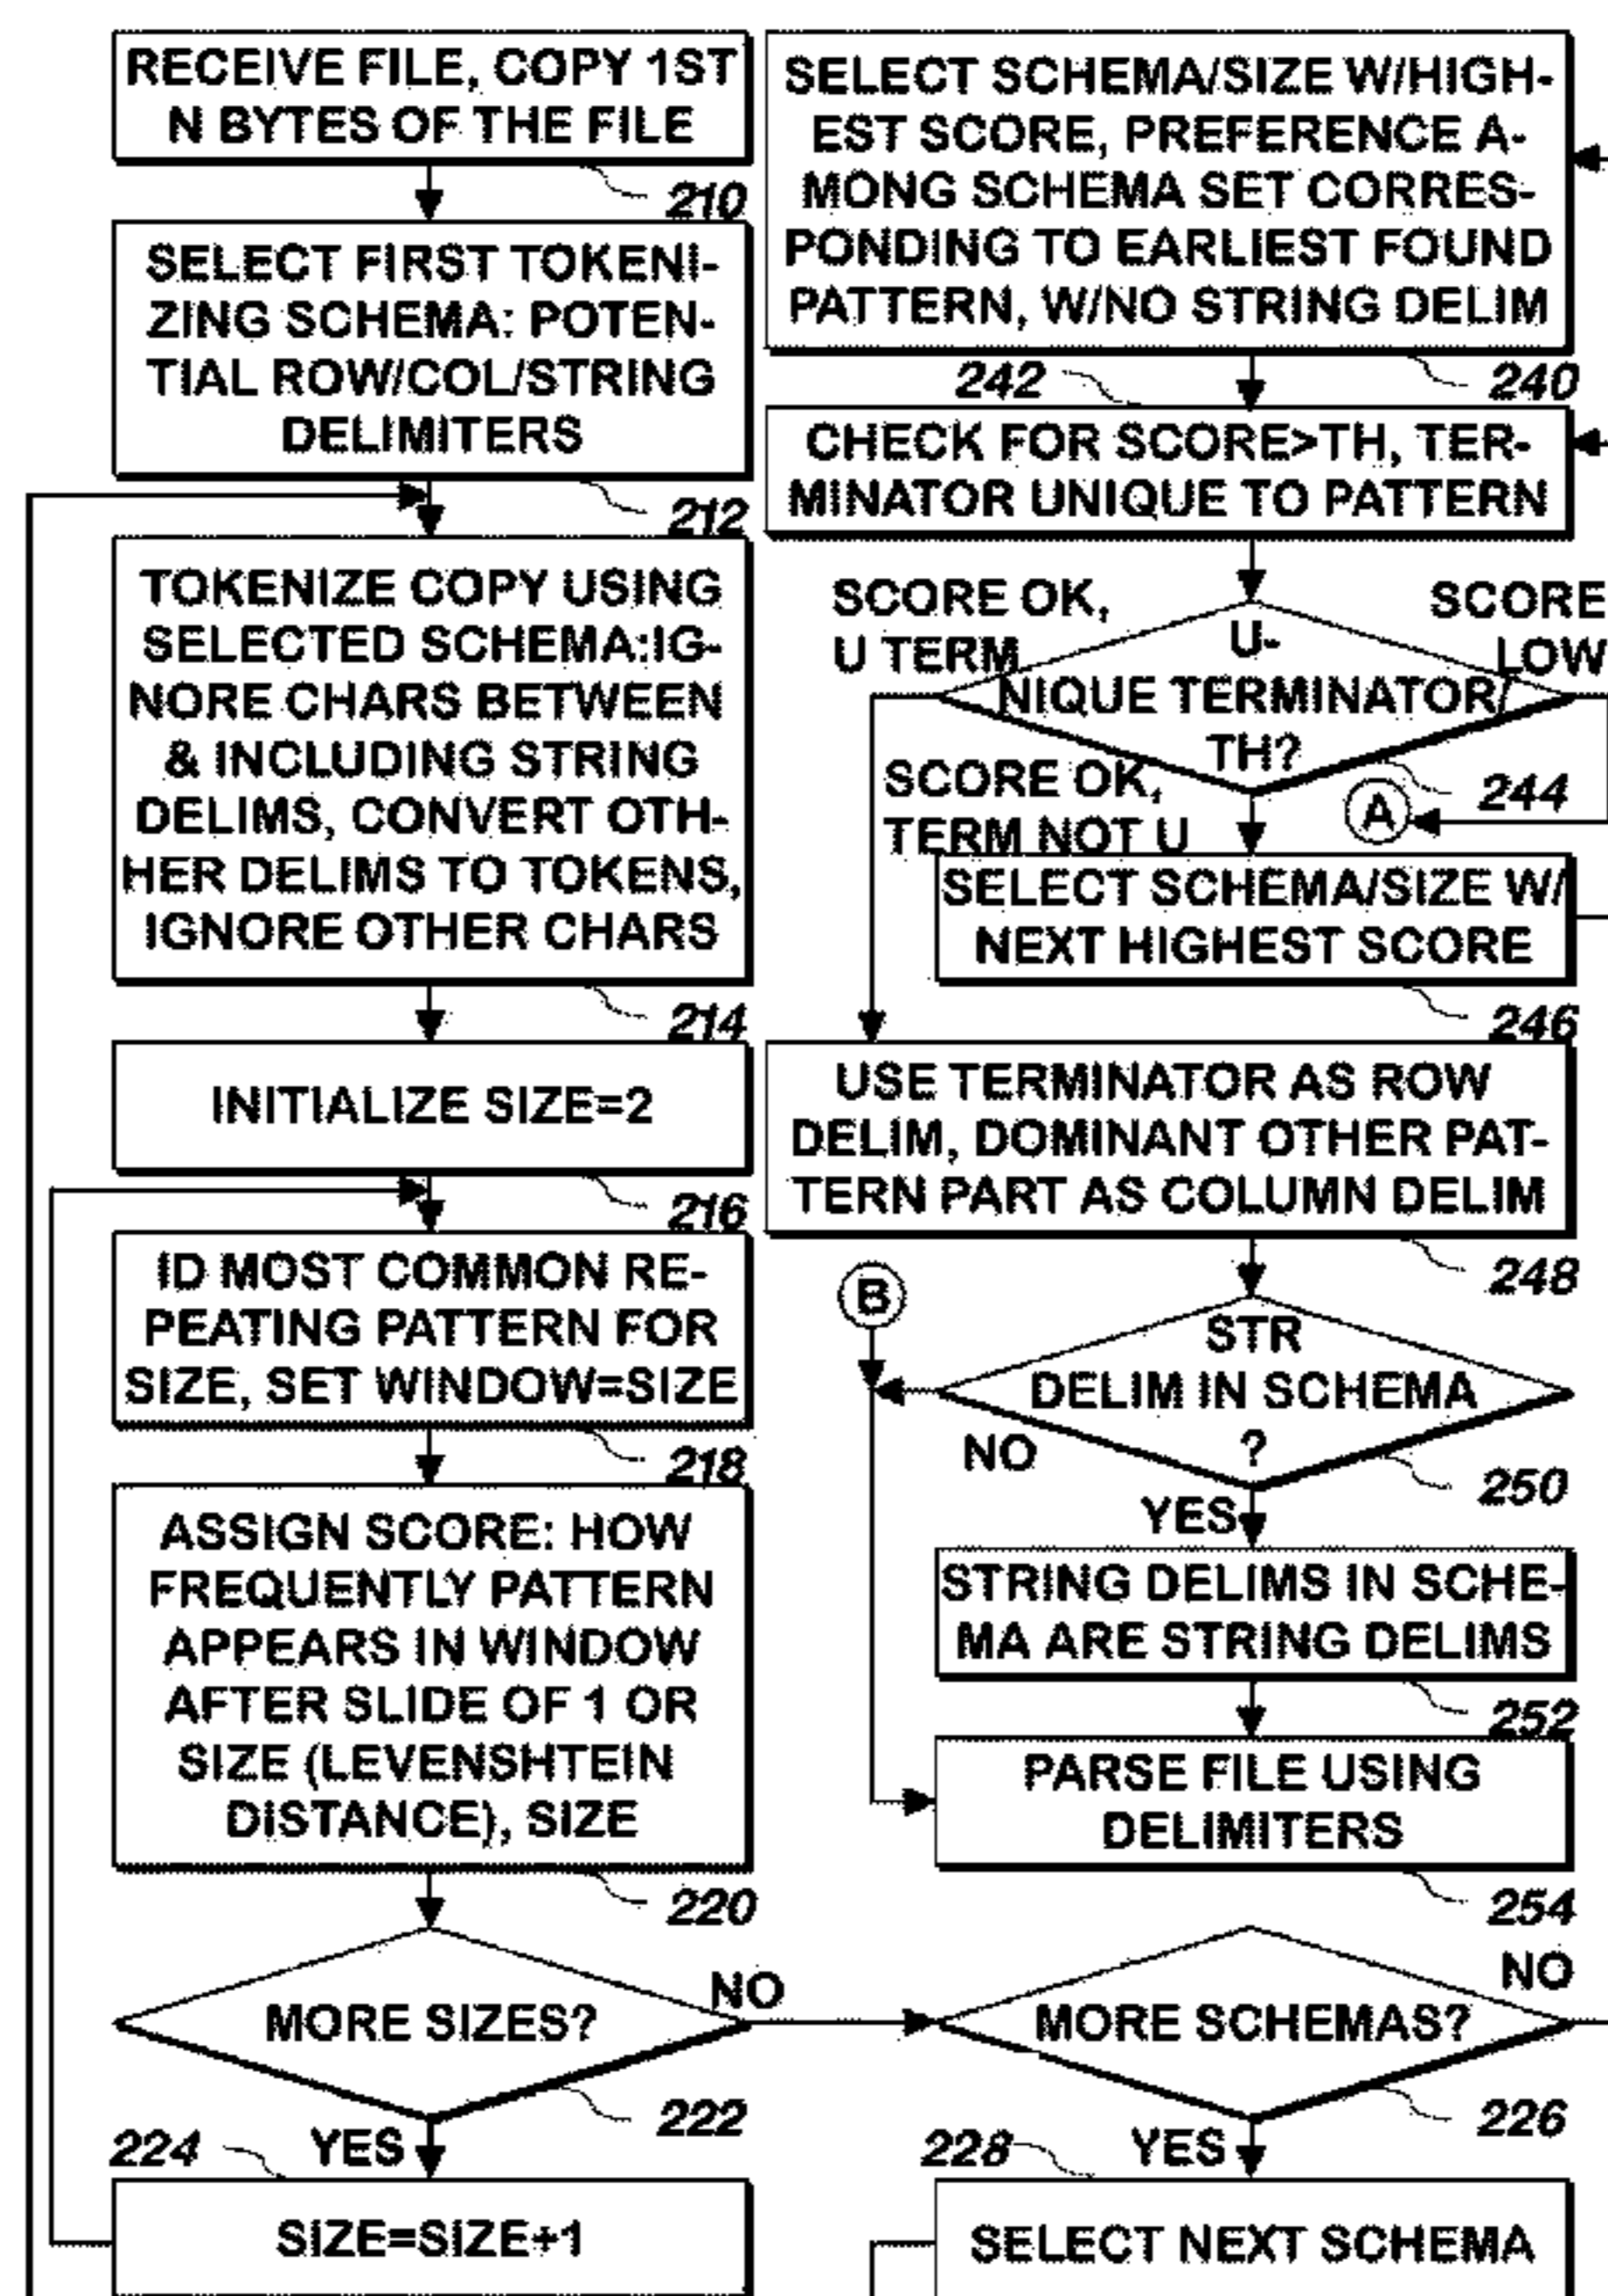 RECEIVE FILE, COPY 1ST
N BYTES OF THE FILE
210
SELECT FIRST TOKENI-
ZING SCHEMA: POTEN-
TIAL ROW/COL/STRING
DELIMITERS
212
TOKENIZE COPY USING
SELECTED SCHEMA:IG-
NORE CHARS BETWEEN
& INCLUDING STRING
DELIMS, CONVERT OTH-
HER DELIMS TO TOKENS,
IGNORE OTHER CHARS
214
INITIALIZE SIZE=2
216
ID MOST COMMON RE-
PEATING PATTERN FOR
SIZE, SET WINDOW=SIZE
218
ASSIGN SCORE: HOW
FREQUENTLY PATTERN
APPEARS IN WINDOW
AFTER SLIDE OF 1 OR
SIZE (LEVENSHTEIN
DISTANCE), SIZE
220
MORE SIZES?
NO
222
224
YES
SIZE=SIZE+1
SELECT SCHEMA/SIZE W/HIGH-
EST SCORE, PREFERENCE A-
MONG SCHEMA SET CORRES-
PONDING TO EARLIEST FOUND
PATTERN, W/NO STRING DELIM
240
242
CHECK FOR SCORE>TH, TER-
MINATOR UNIQUE TO PATTERN
SCORE OK,
U TERM
SCORE
LOW
U-
NIQUE TERMINATOR/
TH?
244
SCORE OK,
TERM NOT U
A
SELECT SCHEMA/SIZE W/
NEXT HIGHEST SCORE
246
USE TERMINATOR AS ROW
DELIM, DOMINANT OTHER PAT-
TERN PART AS COLUMN DELIM
248
B
STR
DELIM IN SCHEMA
?
NO
250
YES
STRING DELIMS IN SCHE-
MA ARE STRING DELIMS
252
PARSE FILE USING
DELIMITERS
254
MORE SCHEMAS?
NO
226
228
YES
SELECT NEXT SCHEMA